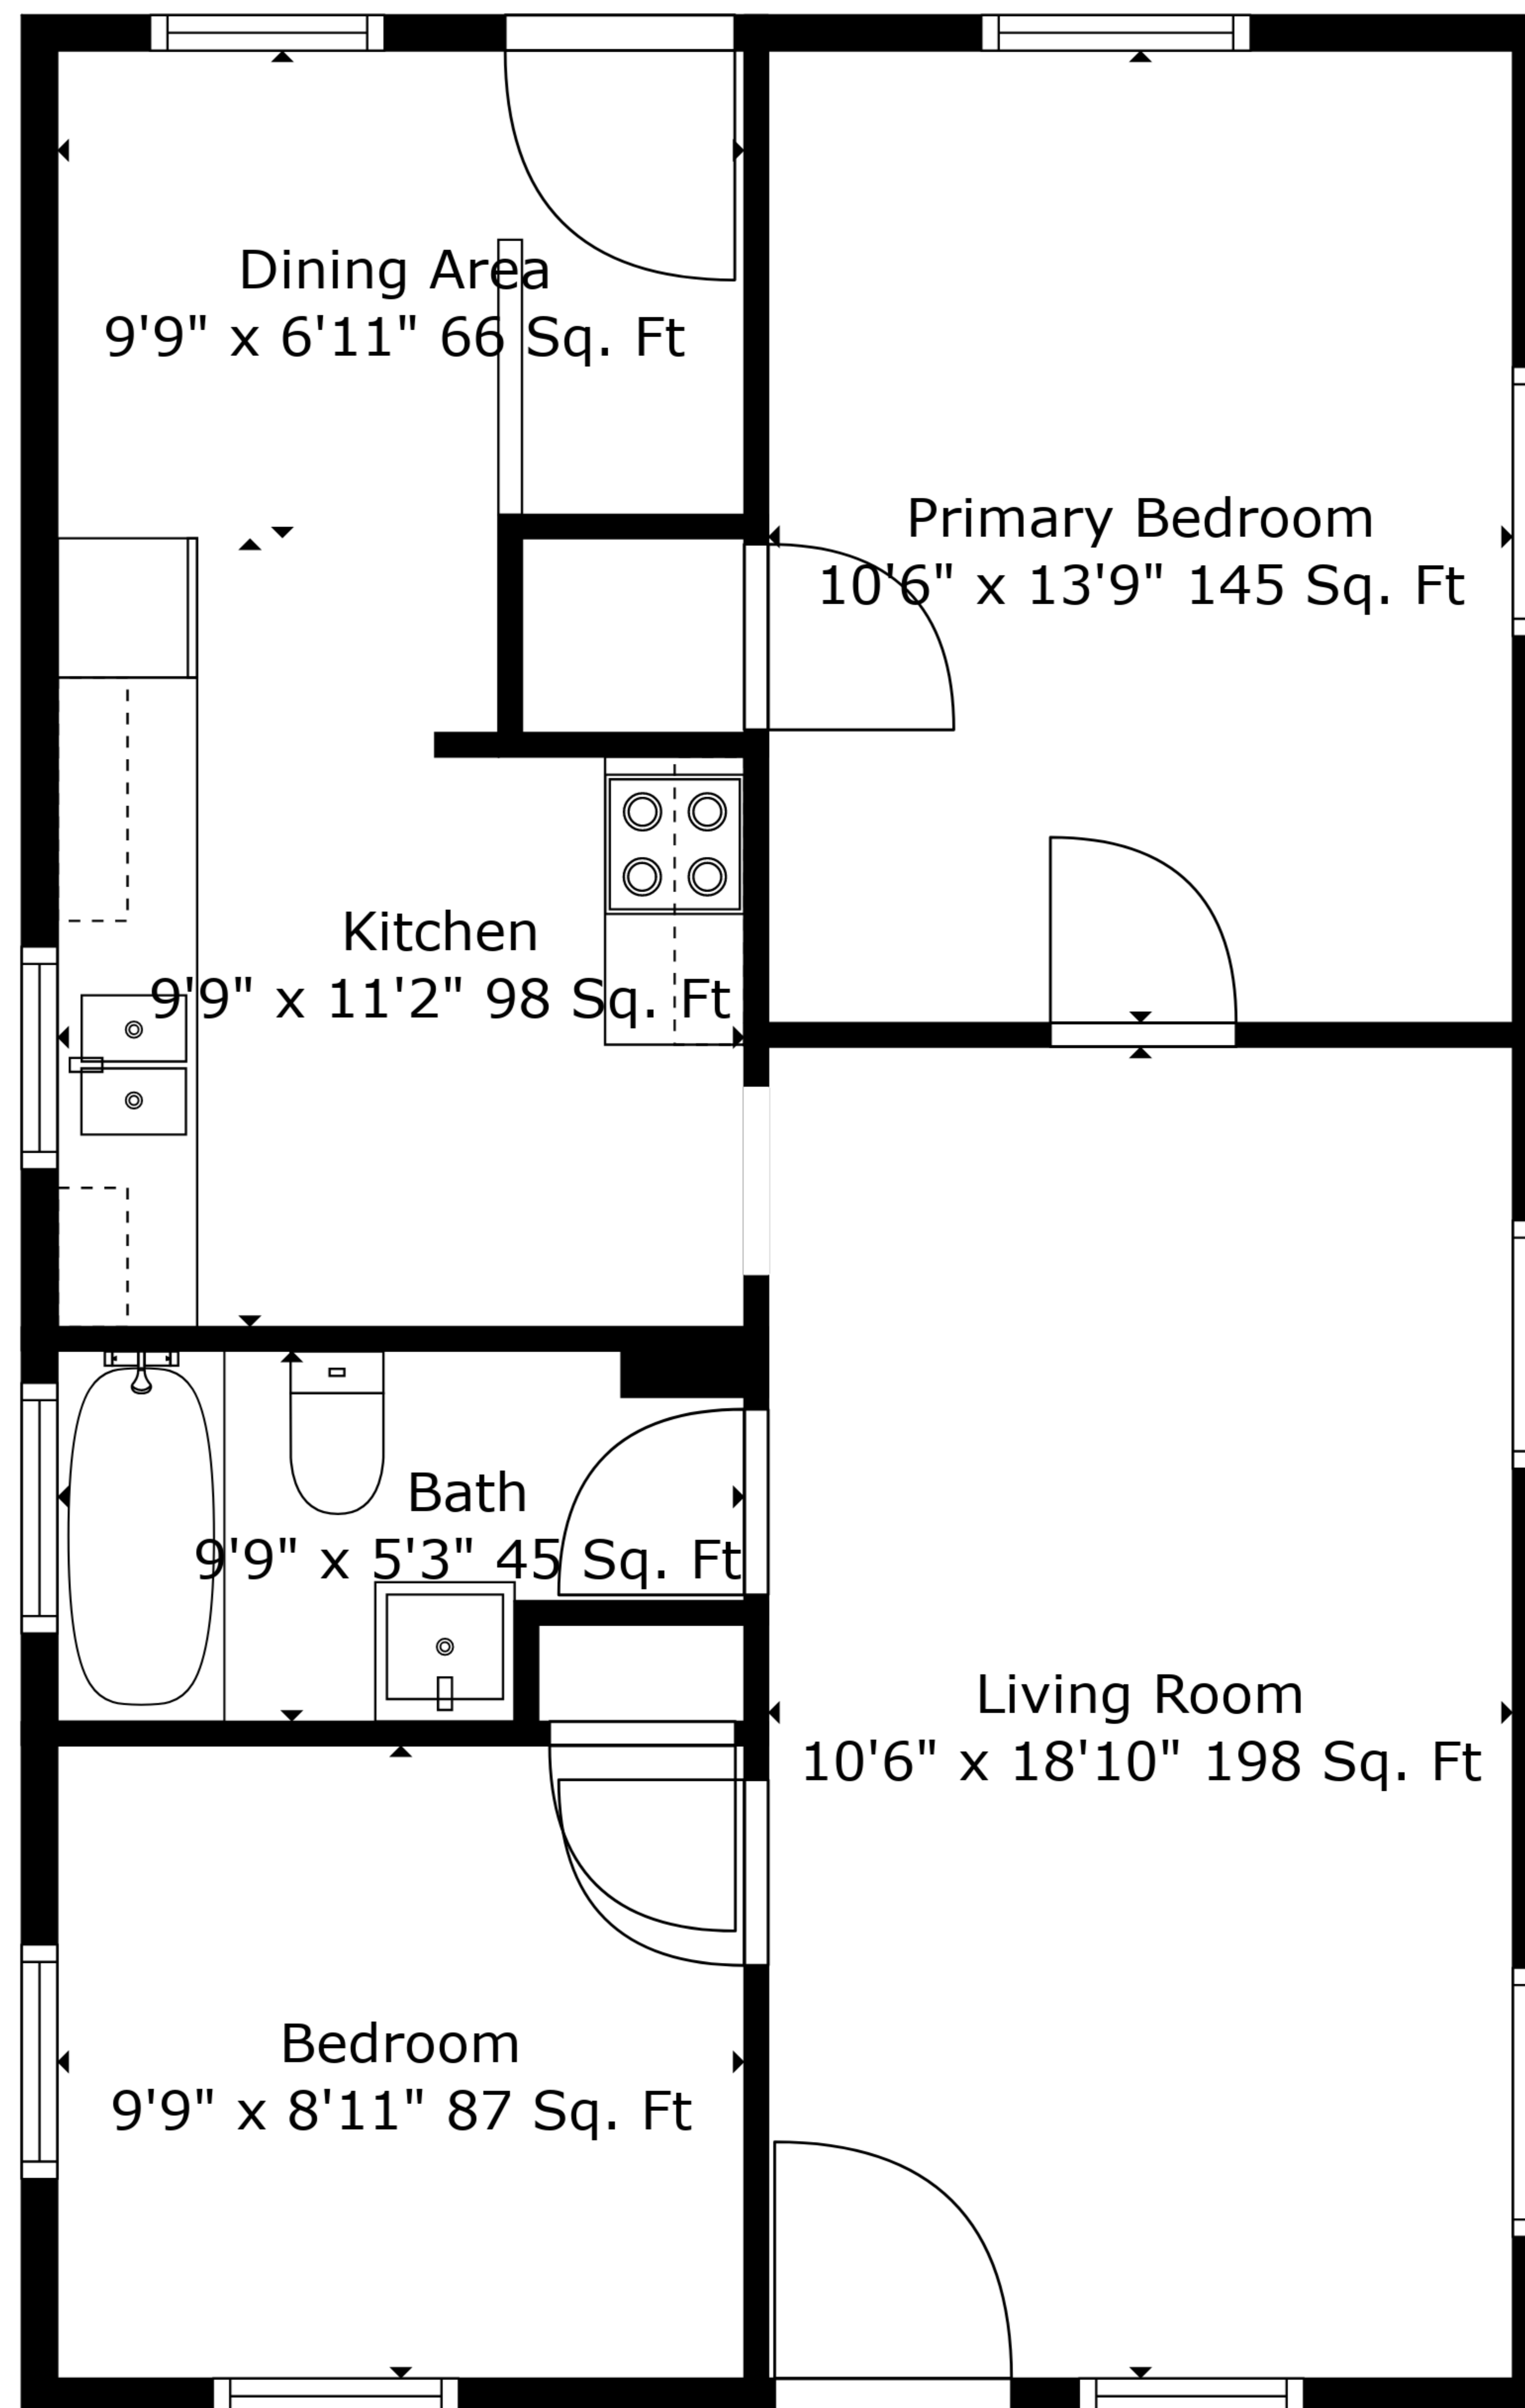 Dining Area
9'9" x 6'11" 66 Sq. Ft
Primary Bedroom
10'6" x 13'9" 145 Sq. Ft
Kitchen
9'9" x 11'2" 98 Sq. Ft
Bath
9'9" x 5'3" 45 Sq. Ft
Living Room
10'6" x 18'10" 198 Sq. Ft
Bedroom
9'9" x 8'11" 87 Sq. Ft